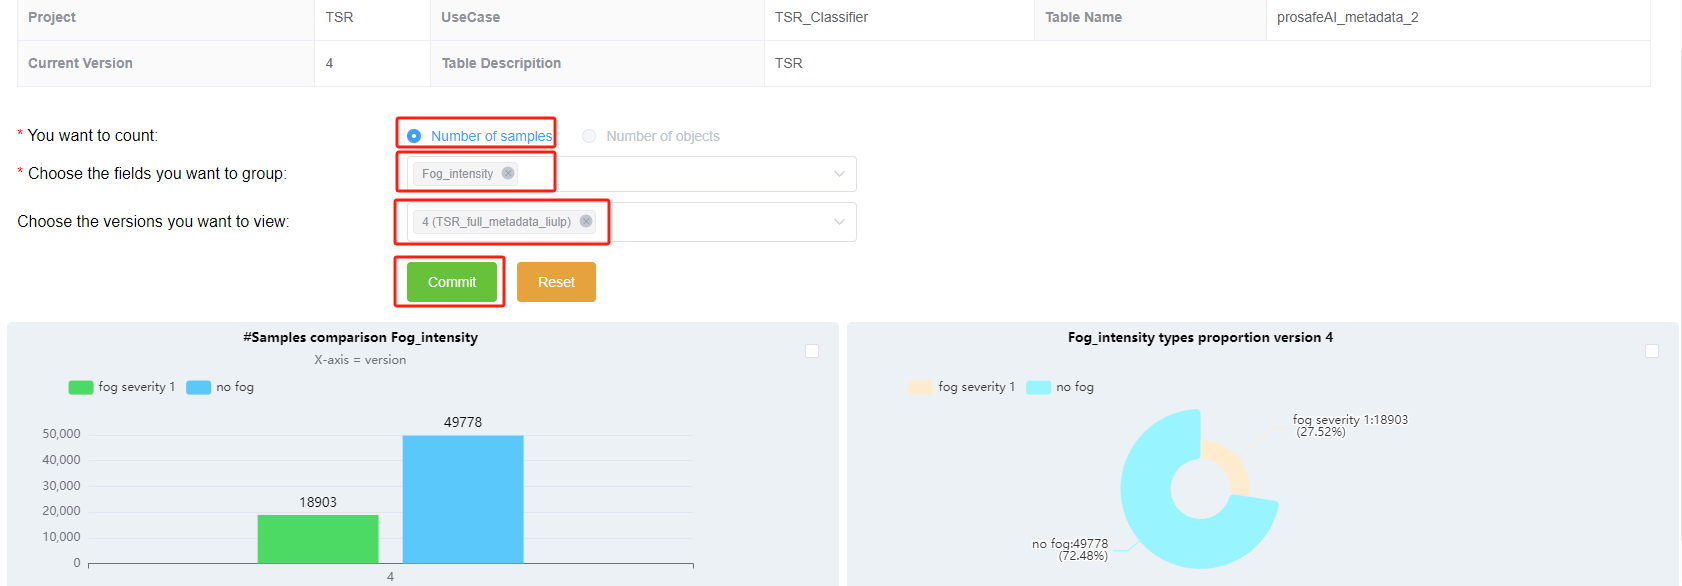 Project TSR UseCase TSR_Classifier Table Name prosafeAI_metadata_2
Current Version 4 Table Descripition TSR
* You want to count: Number of samples Number of objects
* Choose the fields you want to group: Fog_intensity
Choose the versions you want to view: 4 (TSR_full_metadata_liulp)
Commit Reset
#Samples comparison Fog_intensity
X-axis = version
fog severity 1 no fog
49778
50,000
40,000
30,000
18903
20,000
10,000
0
4
Fog_intensity types proportion version 4
fog severity 1 no fog
fog severity 1:18903
(27.52%)
no fog:49778
(72.48%)